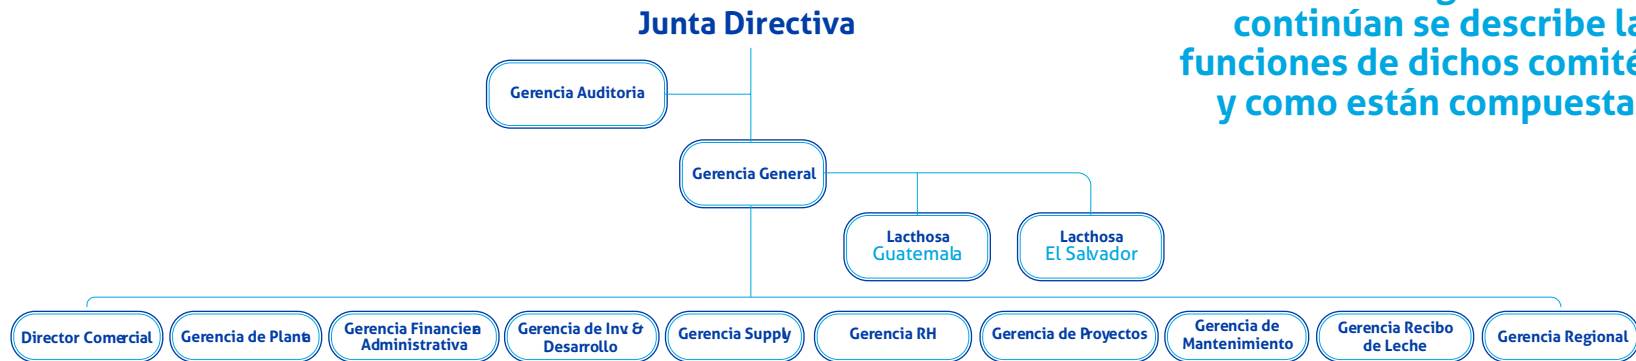 Junta Directiva
continúan se describe la
funciones de dichos comité
y como están compuesta
Gerencia Auditoria
Gerencia General
Lacthosa
Guatemala
Lacthosa
El Salvador
Director Comercial
Gerencia de Planta
Gerencia Financiera
Administrativa
Gerencia de Inv. &
Desarrollo
Gerencia Supply
Gerencia RH
Gerencia de Proyectos
Gerencia de
Mantenimiento
Gerencia Recibo
de Leche
Gerencia Regional